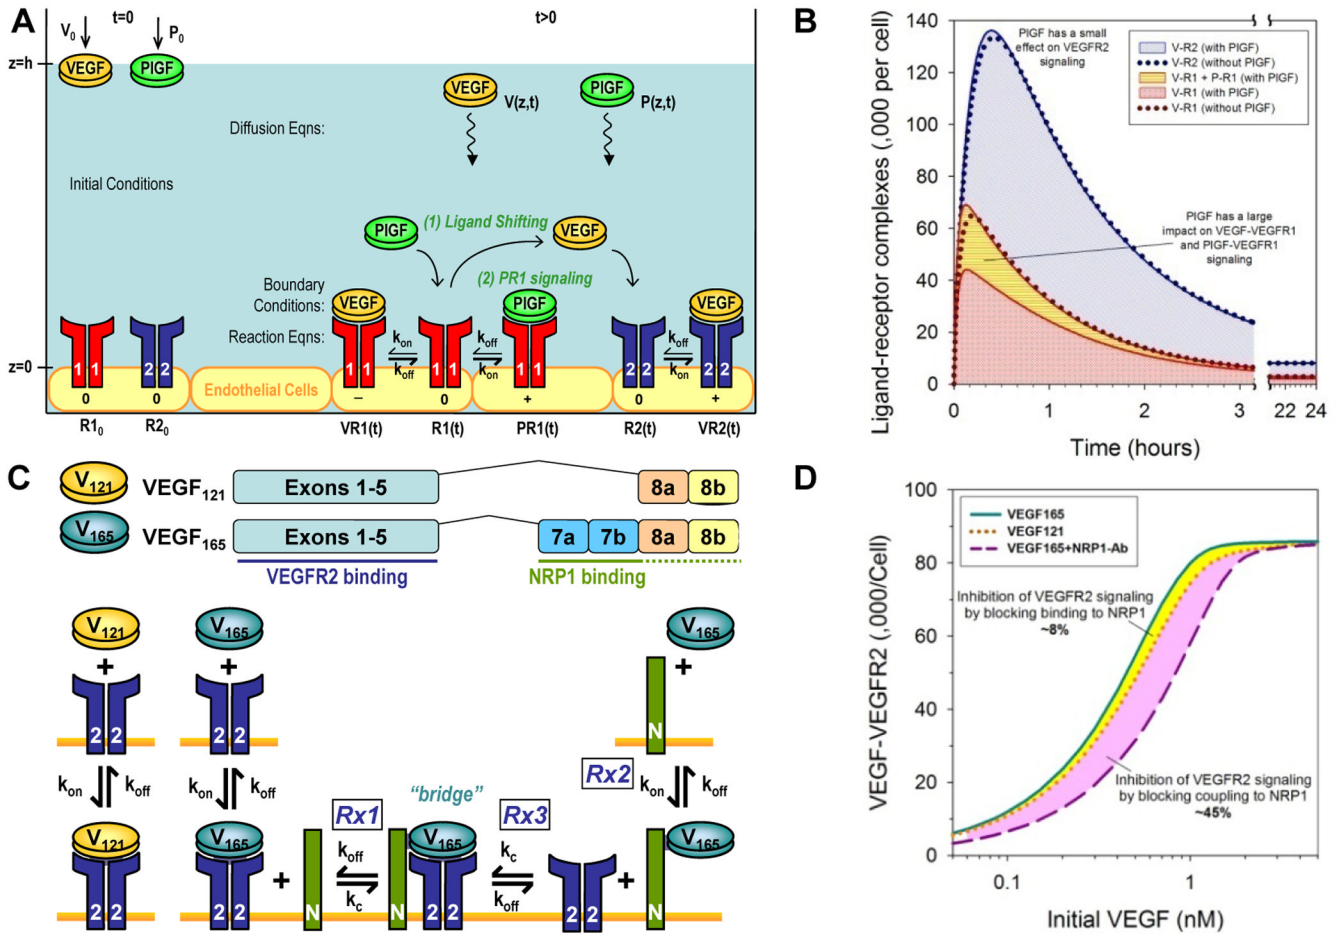 A
t=0
t>0
V0
P0
z=h
VEGF
PlGF
VEGF
V(z,t)
PlGF
P(z,t)
Diffusion Eqns:
Initial Conditions
PlGF
(1) Ligand Shifting
VEGF
(2) PR1 signaling
Boundary
Conditions:
Reaction Eqns:
VEGF
PlGF
VEGF
kon
koff
koff
kon
koff
kon
z=0
1 1
2 2
1 1
1 1
1 1
2 2
2 2
Endothelial Cells
0
0
–
0
+
0
+
R10
R20
VR1(t)
R1(t)
PR1(t)
R2(t)
VR2(t)
B
Ligand-receptor complexes (,000 per cell)
140
120
100
80
60
40
20
0
PlGF has a small
effect on VEGFR2
signaling
V-R2 (with PlGF)
V-R2 (without PlGF)
V-R1 + P-R1 (with PlGF)
V-R1 (with PlGF)
V-R1 (without PlGF)
PlGF has a large
impact on VEGF-VEGFR1
and PlGF-VEGFR1
signaling
0 1 2 3 22 24
Time (hours)
C
V121
VEGF121
Exons 1-5
8a
8b
V165
VEGF165
Exons 1-5
7a
7b
8a
8b
VEGFR2 binding
NRP1 binding
V121
V165
V165
+
+
+
2 2
2 2
N
kon
koff
kon
koff
Rx2
kon
koff
Rx1
"bridge"
Rx3
V121
V165
V165
V165
koff
kc
kc
koff
+
+
2 2
2 2
N
N
2 2
2 2
N
D
VEGF-VEGFR2 (,000/Cell)
100
80
60
40
20
0
VEGF165
VEGF121
VEGF165+NRP1-Ab
Inhibition of VEGFR2 signaling
by blocking binding to NRP1
~8%
Inhibition of VEGFR2 signaling
by blocking coupling to NRP1
~45%
0.1 1
Initial VEGF (nM)